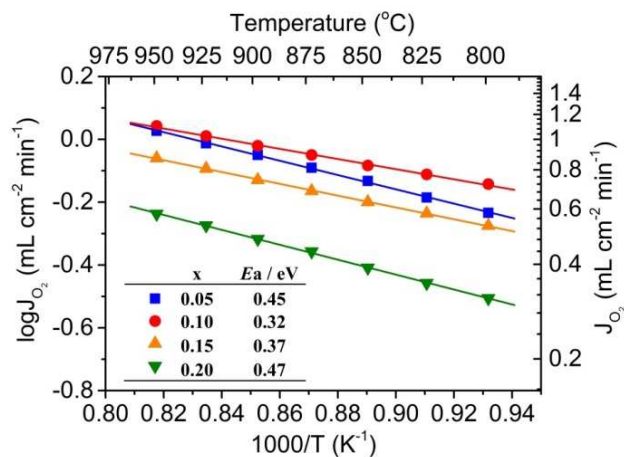 Temperature (°C)
975 950 925 900 875 850 825 800
0.2
0.0
-0.2
-0.4
-0.6
-0.8
logJO2 (mL cm-2 min-1)
1.4
1.2
1
0.8
0.6
0.4
0.2
JO2 (mL cm-2 min-1)
x Ea / eV
0.05 0.45
0.10 0.32
0.15 0.37
0.20 0.47
0.80 0.82 0.84 0.86 0.88 0.90 0.92 0.94
1000/T (K-1)